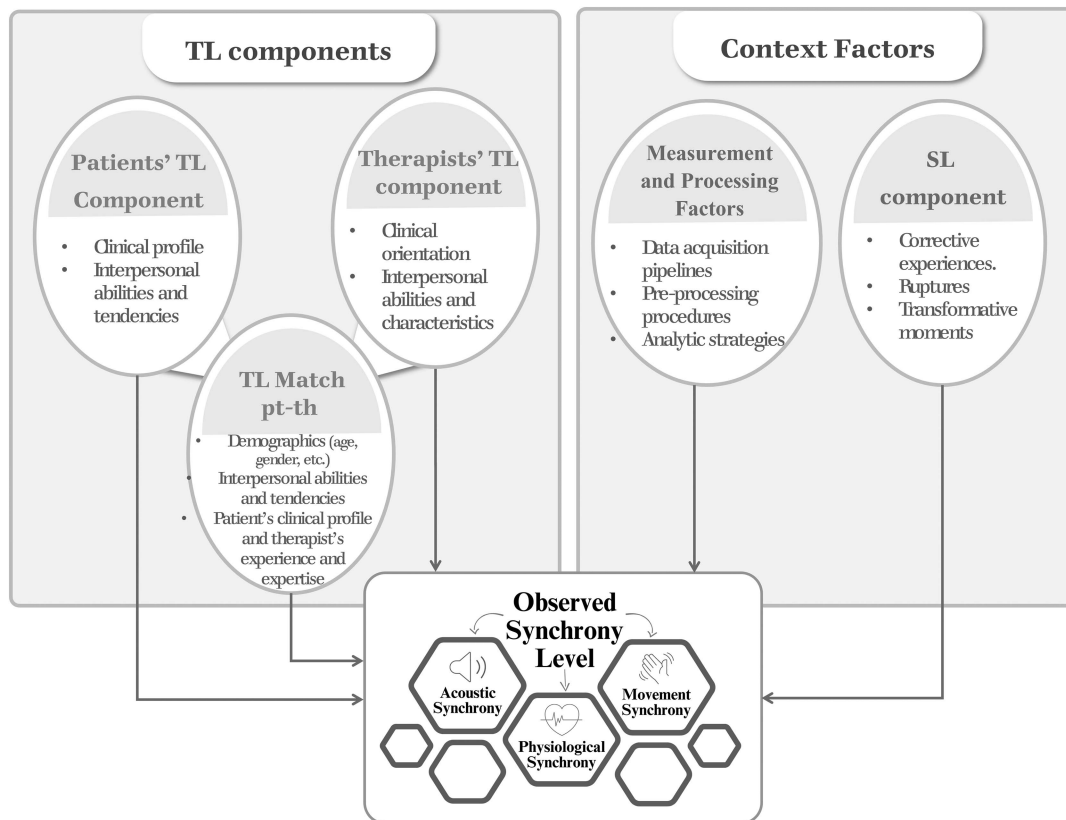 TL components
Patients' TL
Component
• Clinical profile
• Interpersonal
abilities and
tendencies
Therapists' TL
component
• Clinical
orientation
• Interpersonal
abilities and
characteristics
TL Match
pt-th
• Demographics (age,
gender, etc.)
• Interpersonal abilities
and tendencies
• Patient's clinical profile
and therapist's
experience and
expertise
Context Factors
Measurement
and Processing
Factors
• Data acquisition
pipelines
• Pre-processing
procedures
• Analytic strategies
SL
component
• Corrective
experiences.
• Ruptures
• Transformative
moments
Observed
Synchrony
Level
Acoustic
Synchrony
Physiological
Synchrony
Movement
Synchrony